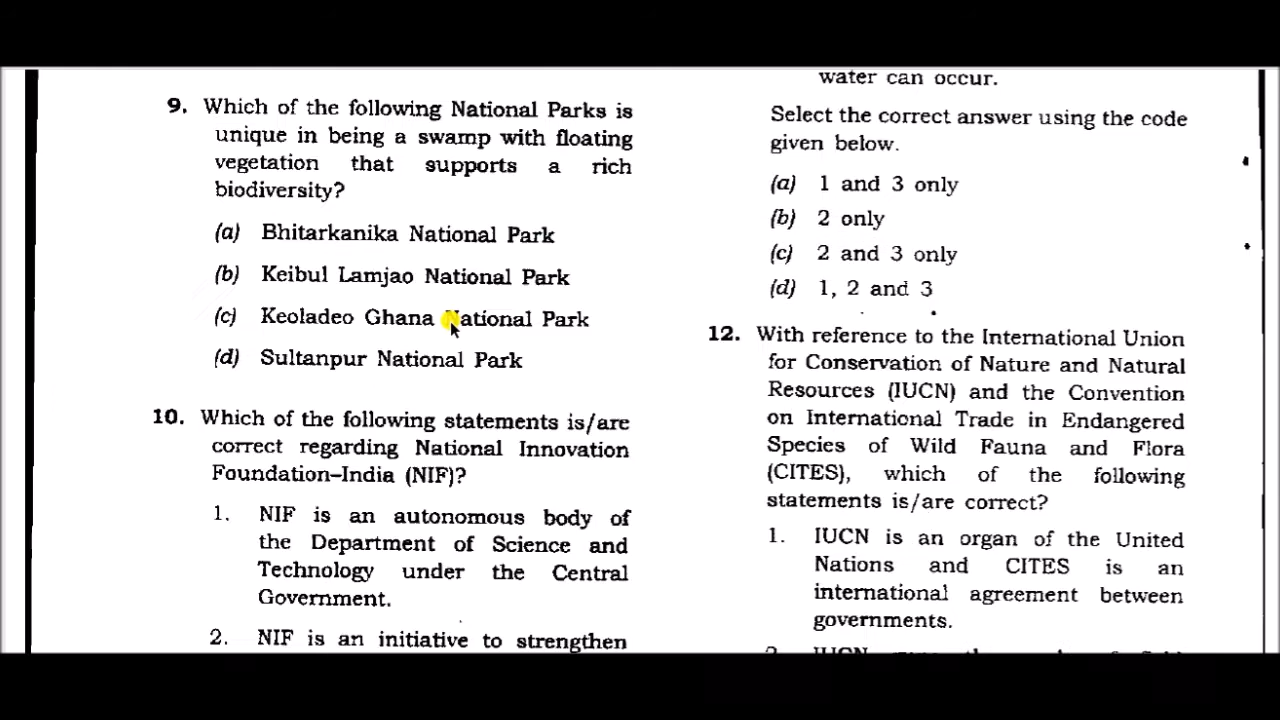 9. Which of the following National Parks is
unique in being a swamp with floating
vegetation that supports a rich
biodiversity?
(a) Bhitarkanika National Park
(b) Keibul Lamjao National Park
(c) Keoladeo Ghana National Park
(d) Sultanpur National Park
10. Which of the following statements is/are
correct regarding National Innovation
Foundation–India (NIF)?
1. NIF is an autonomous body of
the Department of Science and
Technology under the Central
Government.
2. NIF is an initiative to strengthen
water can occur.
Select the correct answer using the code
given below.
(a) 1 and 3 only
(b) 2 only
(c) 2 and 3 only
(d) 1, 2 and 3
12. With reference to the International Union
for Conservation of Nature and Natural
Resources (IUCN) and the Convention
on International Trade in Endangered
Species of Wild Fauna and Flora
(CITES), which of the following
statements is/are correct?
1. IUCN is an organ of the United
Nations and CITES is an
international agreement between
governments.